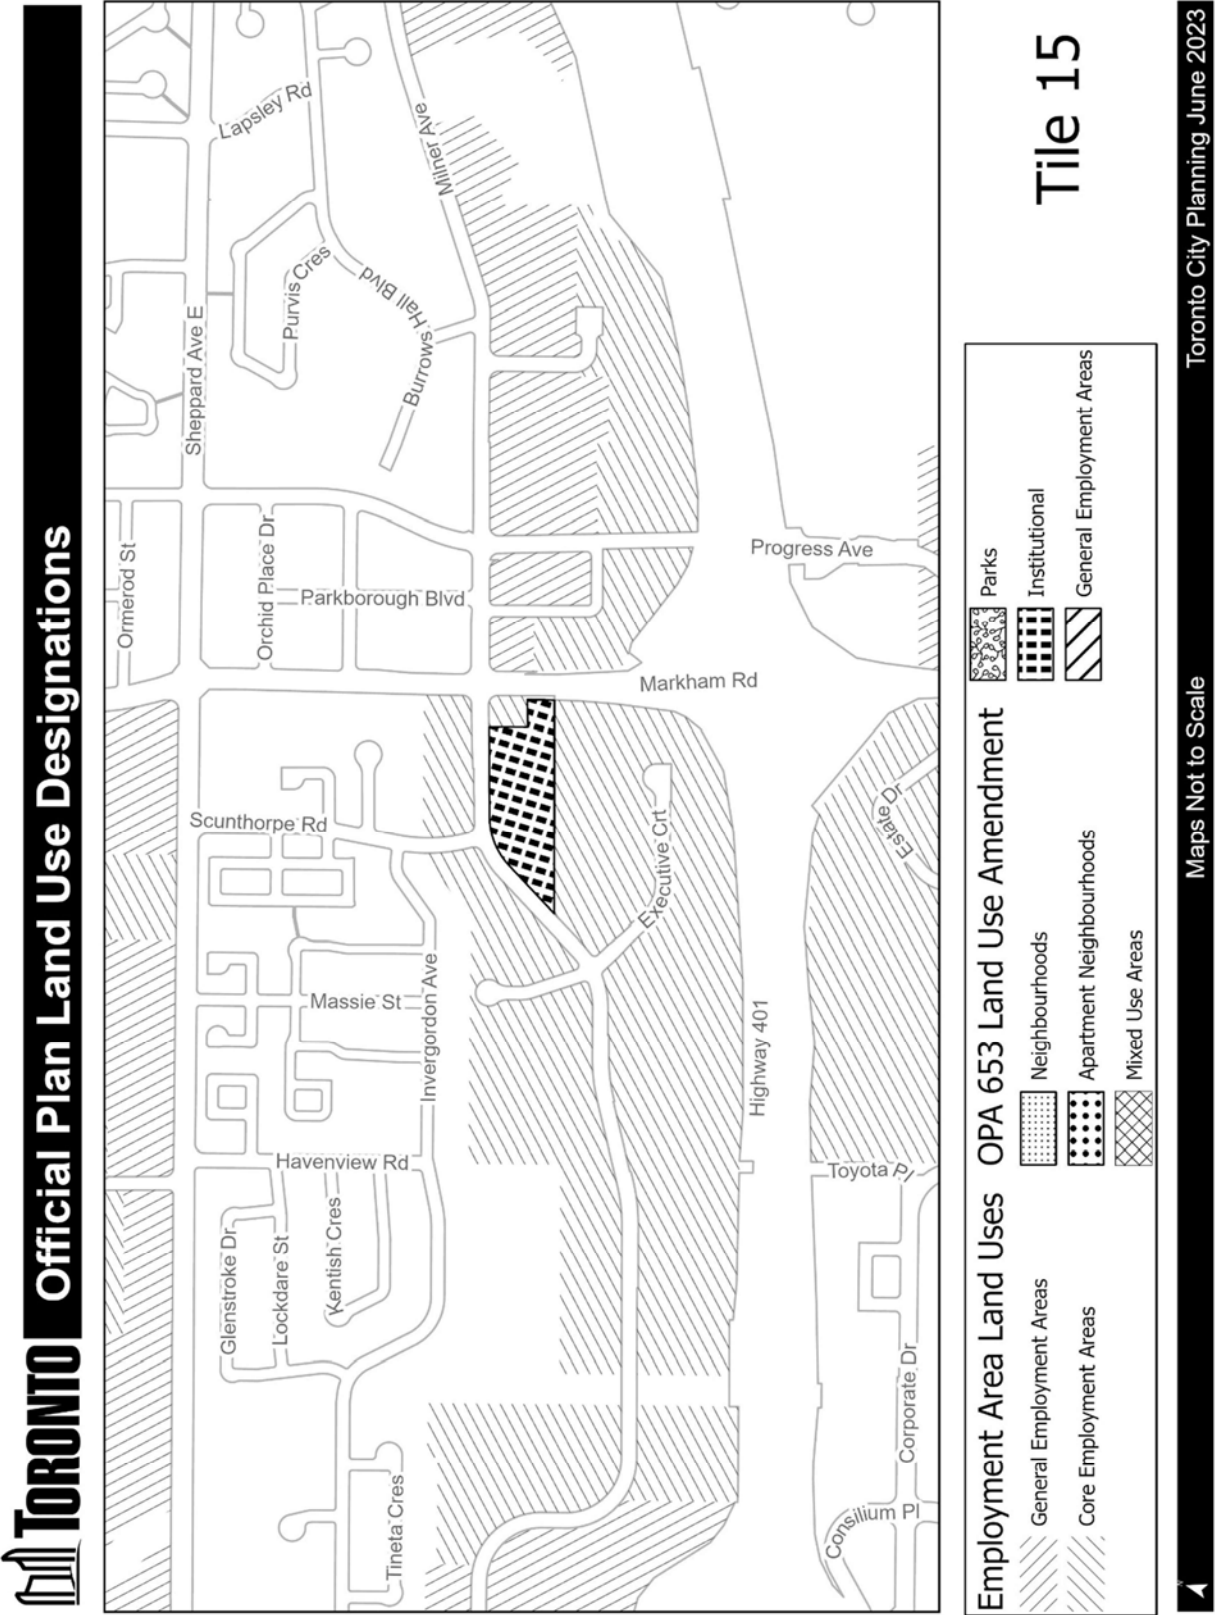 TORONTO
Official Plan Land Use Designations
Ormerod St
Sheppard Ave E
Lapsley Rd
Purvis Cres
Burrows Hall Blvd
Milner Ave
Orchid Place Dr
Parkborough Blvd
Progress Ave
Markham Rd
Scunthorpe Rd
Massie St
Invergordon Ave
Executive Crt
Estate Dr
Highway 401
Havenview Rd
Toyota Pl
Glenstroke Dr
Lockdare St
Kentish Cres
Tineta Cres
Corporate Dr
Consilium Pl
Employment Area Land Uses
General Employment Areas
Core Employment Areas
OPA 653 Land Use Amendment
Neighbourhoods
Apartment Neighbourhoods
Mixed Use Areas
Parks
Institutional
General Employment Areas
Tile 15
N
Maps Not to Scale
Toronto City Planning June 2023